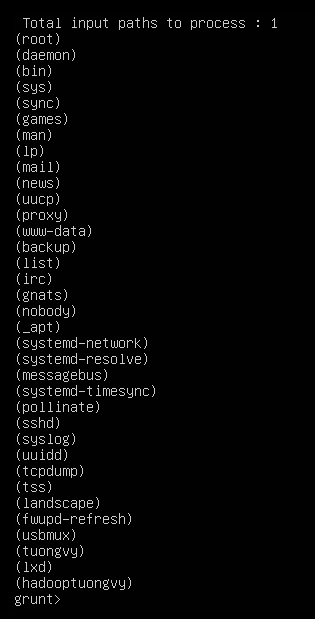 Total input paths to process : 1
(root)
(daemon)
(bin)
(sys)
(sync)
(games)
(man)
(lp)
(mail)
(news)
(uucp)
(proxy)
(www-data)
(backup)
(list)
(irc)
(gnats)
(nobody)
(_apt)
(systemd-network)
(systemd-resolve)
(messagebus)
(systemd-timesync)
(pollinate)
(sshd)
(syslog)
(uuidd)
(tcpdump)
(tss)
(landscape)
(fwupd-refresh)
(usbmux)
(tuongvy)
(lxd)
(hadooptuongvy)
grunt>